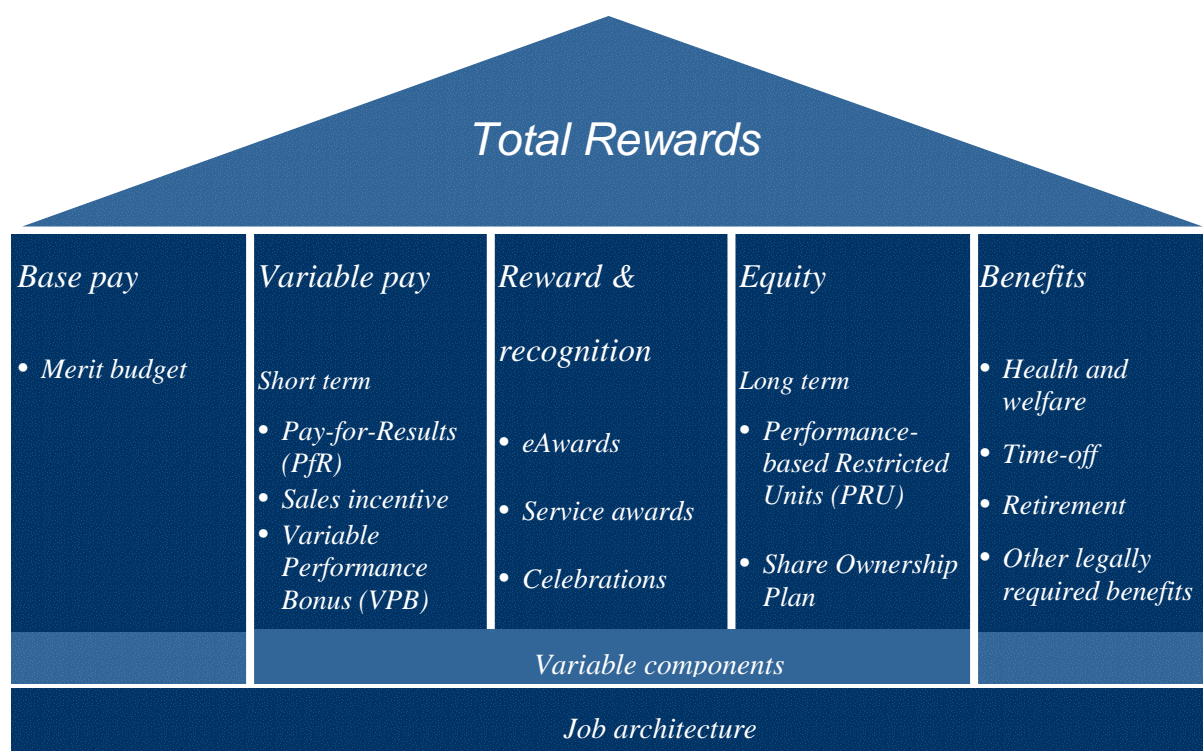 Total Rewards
Base pay
• Merit budget
Variable pay
Short term
• Pay-for-Results
(PfR)
• Sales incentive
• Variable
Performance
Bonus (VPB)
Reward &
recognition
• eAwards
• Service awards
• Celebrations
Equity
Long term
• Performance-
based Restricted
Units (PRU)
• Share Ownership
Plan
Benefits
• Health and
welfare
• Time-off
• Retirement
• Other legally
required benefits
Variable components
Job architecture